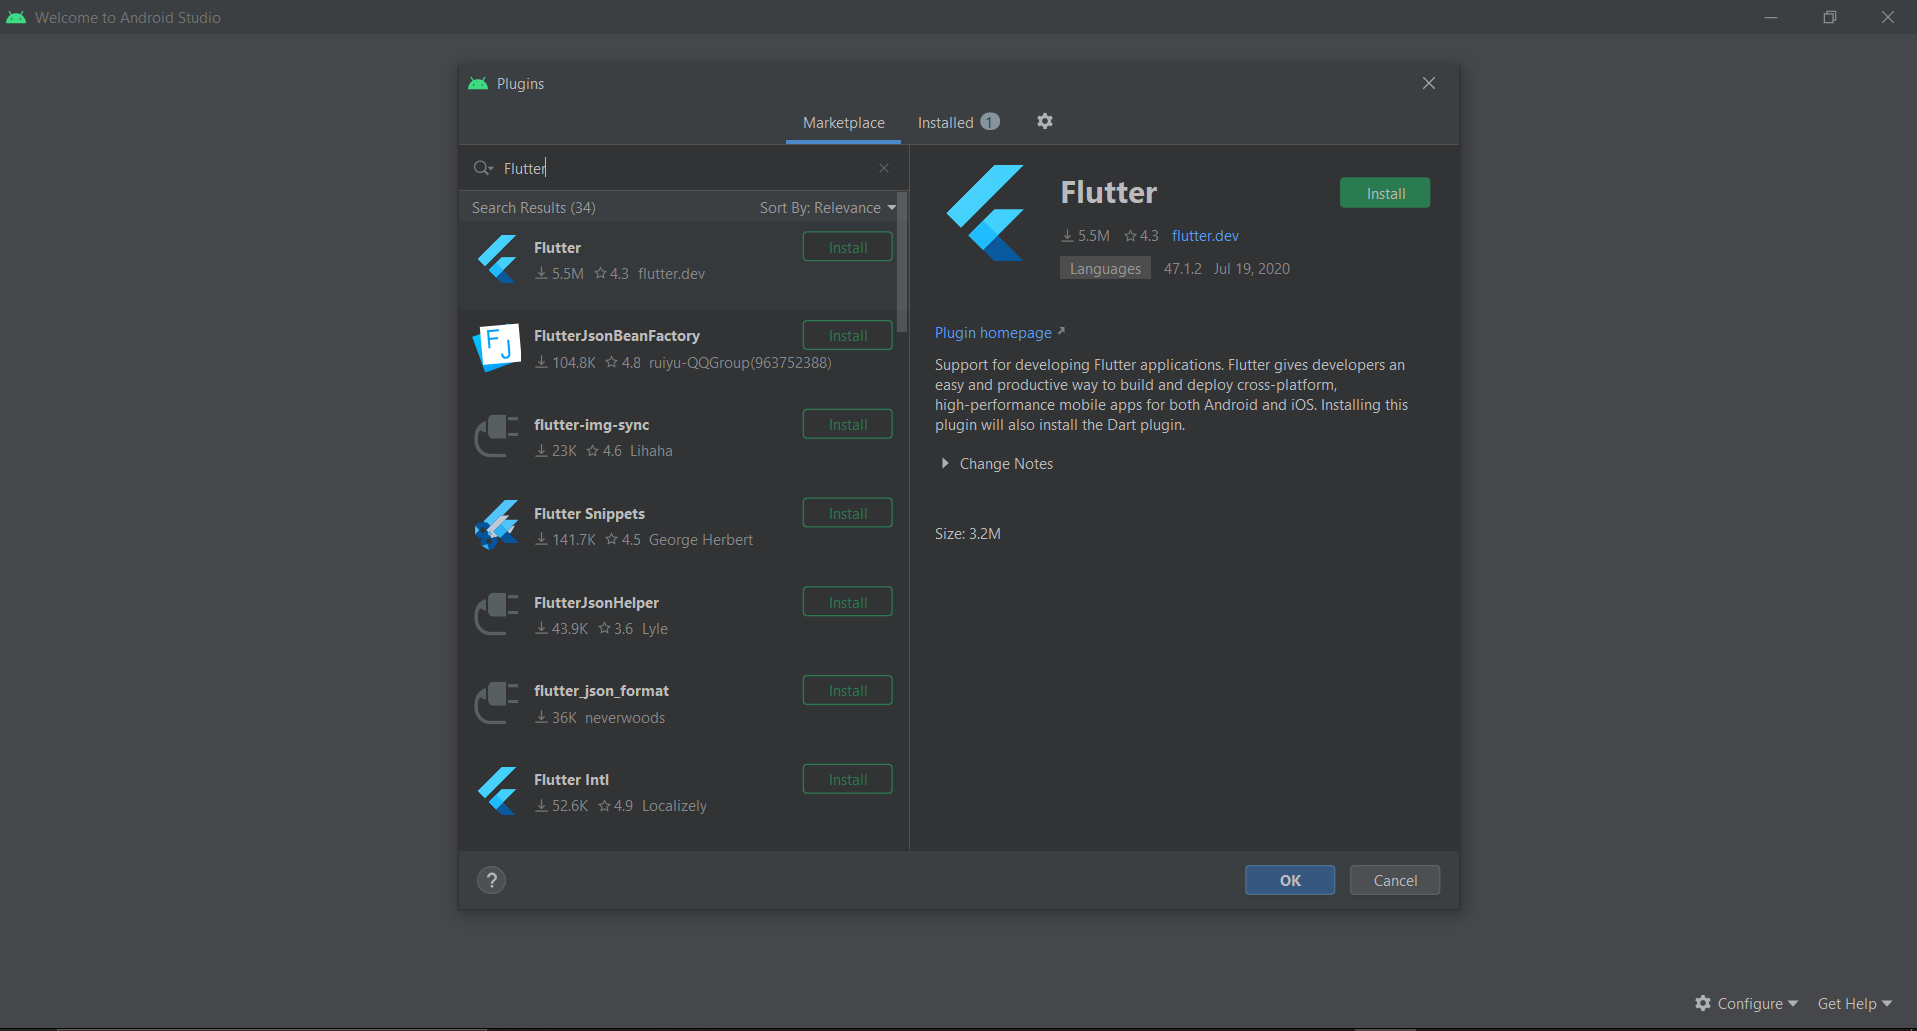 Welcome to Android Studio
Plugins
Marketplace
Installed 1
Flutter
Search Results (34)
Sort By: Relevance
Flutter
Install
5.5M 4.3 flutter.dev
FJ
FlutterJsonBeanFactory
Install
104.8K 4.8 ruiyu-QQGroup(963752388)
flutter-img-sync
Install
23K 4.6 Lihaha
Flutter Snippets
Install
141.7K 4.5 George Herbert
FlutterJsonHelper
Install
43.9K 3.6 Lyle
flutter_json_format
Install
36K neverwoods
Flutter Intl
Install
52.6K 4.9 Localizely
Flutter
Install
5.5M 4.3 flutter.dev
Languages 47.1.2 Jul 19, 2020
Plugin homepage
Support for developing Flutter applications. Flutter gives developers an
easy and productive way to build and deploy cross-platform,
high-performance mobile apps for both Android and iOS. Installing this
plugin will also install the Dart plugin.
Change Notes
Size: 3.2M
?
OK
Cancel
Configure
Get Help